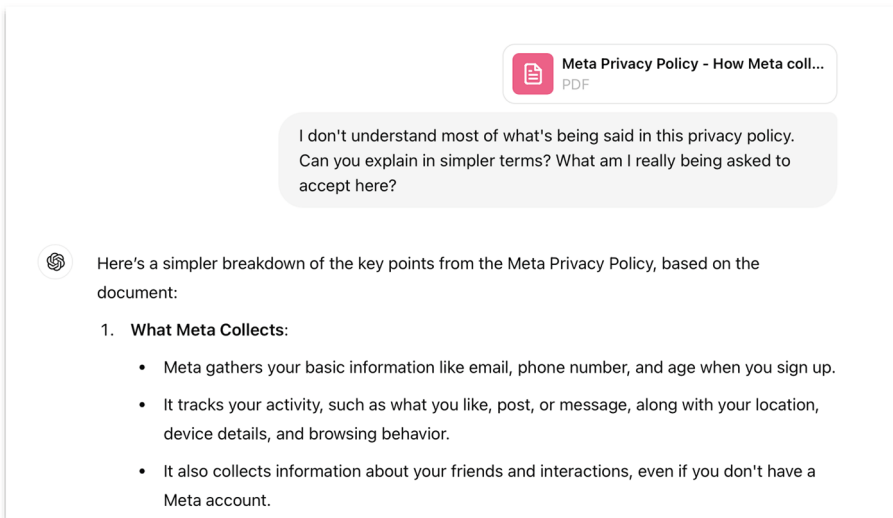 Meta Privacy Policy - How Meta coll...
PDF
I don't understand most of what's being said in this privacy policy.
Can you explain in simpler terms? What am I really being asked to
accept here?
Here’s a simpler breakdown of the key points from the Meta Privacy Policy, based on the
document:
1. What Meta Collects:
• Meta gathers your basic information like email, phone number, and age when you sign up.
• It tracks your activity, such as what you like, post, or message, along with your location,
device details, and browsing behavior.
• It also collects information about your friends and interactions, even if you don't have a
Meta account.